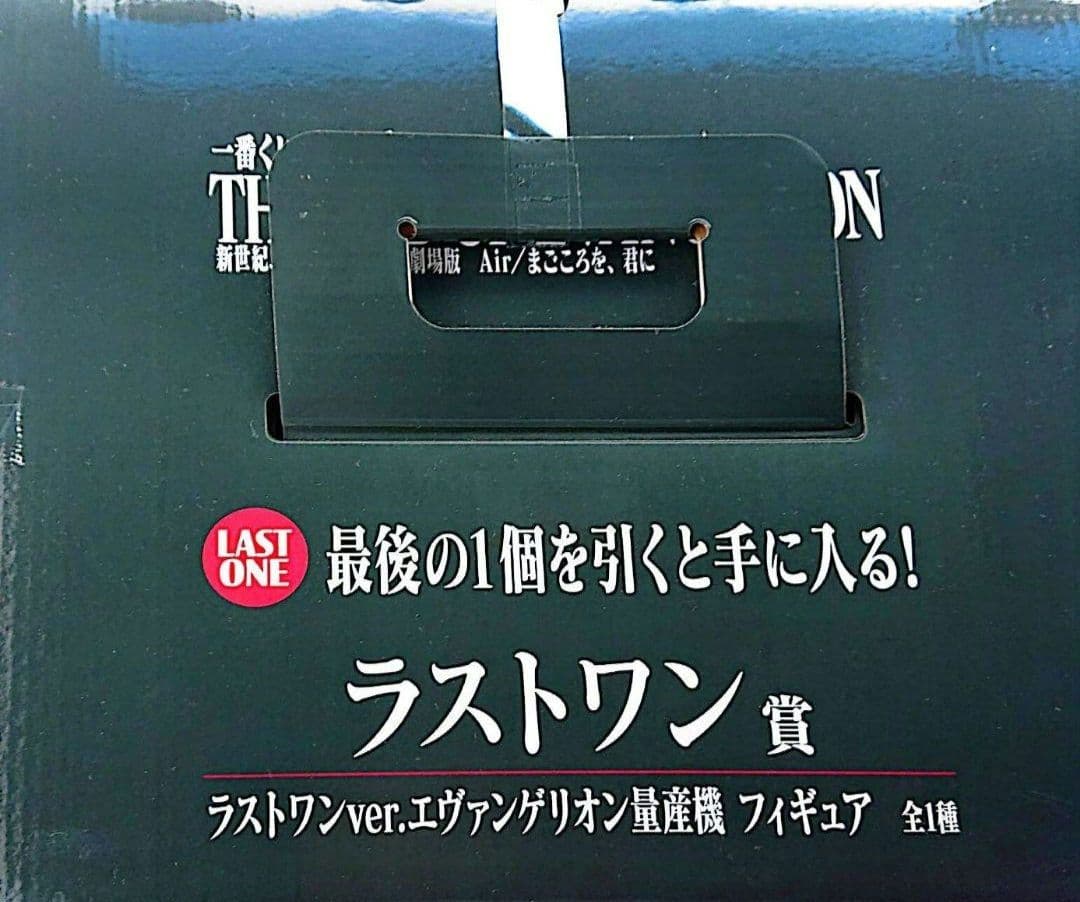 一番く
TH ON
新世紀
劇場版 Air/まごころを、君に
LAST ONE
最後の1個を引くと手に入る!
ラストワン賞
ラストワンver.エヴァンゲリオン量産機 フィギュア 全1種